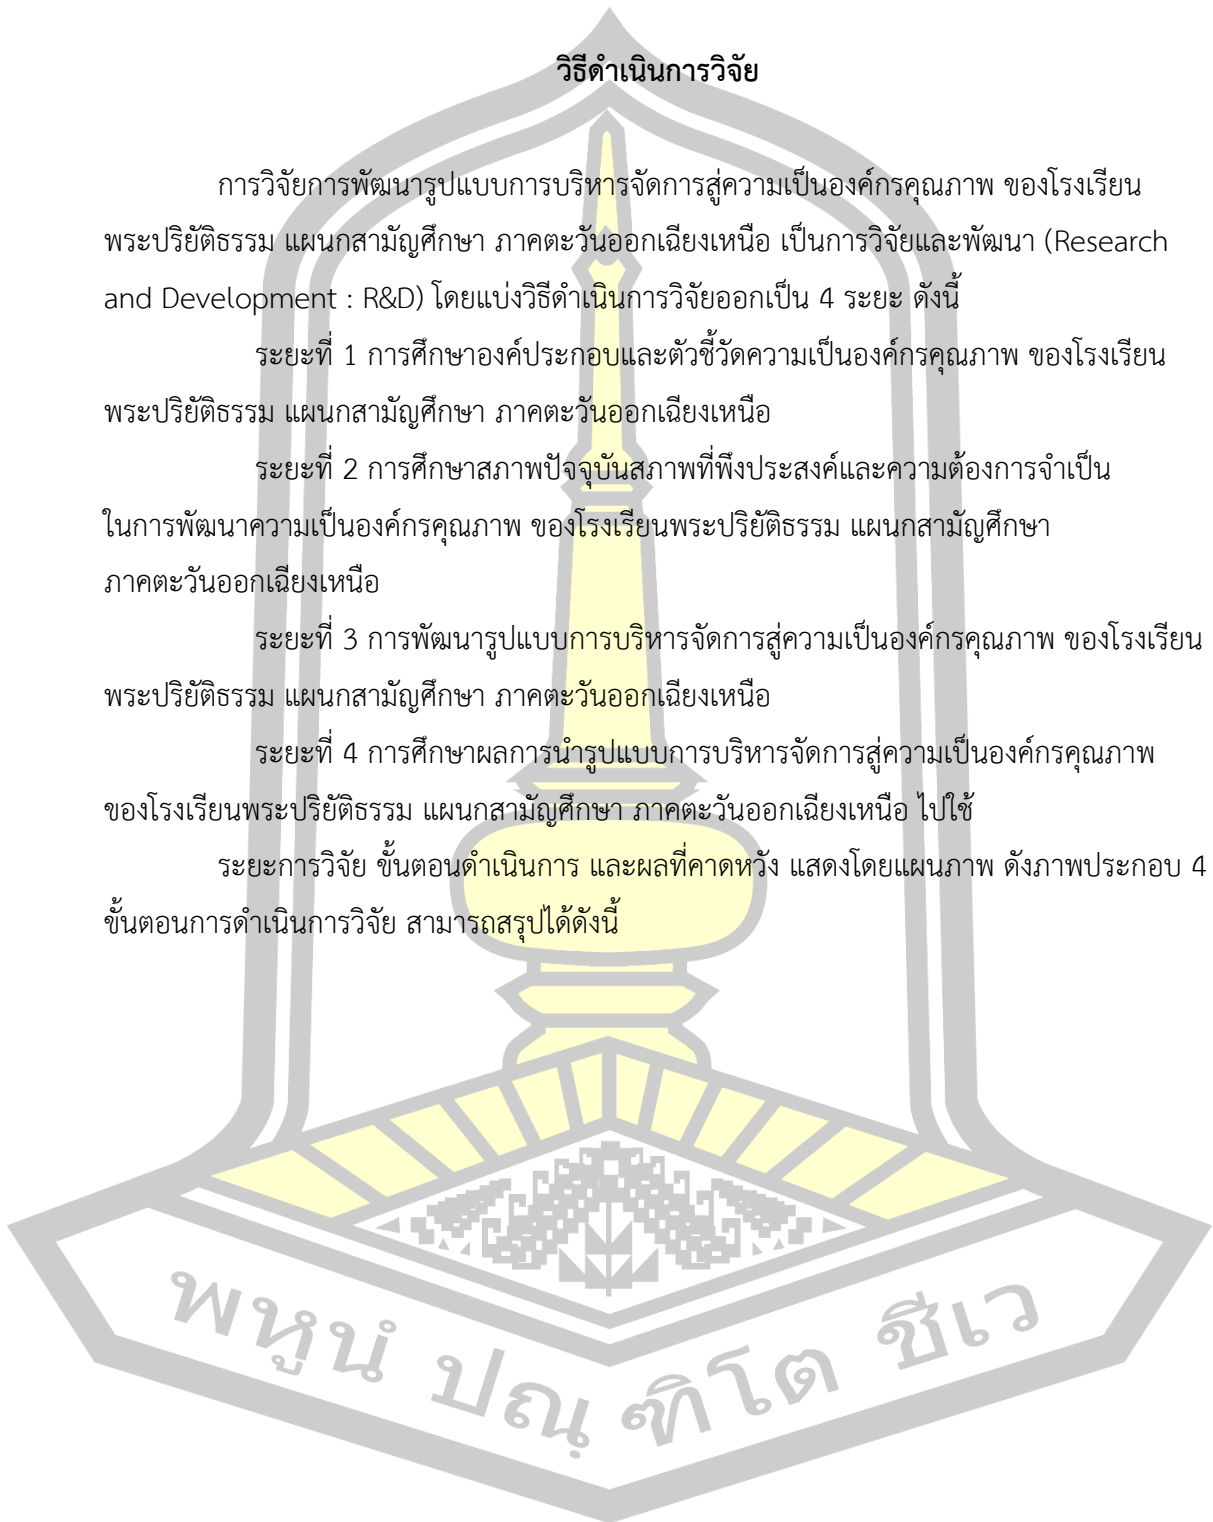 วิธีดำเนินการวิจัย
การวิจัยการพัฒนารูปแบบการบริหารจัดการสู่ความเป็นองค์กรคุณภาพ ของโรงเรียน
พระปริยัติธรรม แผนกสามัญศึกษา ภาคตะวันออกเฉียงเหนือ เป็นการวิจัยและพัฒนา (Research
and Development : R&D) โดยแบ่งวิธีดำเนินการวิจัยออกเป็น 4 ระยะ ดังนี้
ระยะที่ 1 การศึกษาองค์ประกอบและตัวชี้วัดความเป็นองค์กรคุณภาพ ของโรงเรียน
พระปริยัติธรรม แผนกสามัญศึกษา ภาคตะวันออกเฉียงเหนือ
ระยะที่ 2 การศึกษาสภาพปัจจุบันสภาพที่พึงประสงค์และความต้องการจำเป็น
ในการพัฒนาความเป็นองค์กรคุณภาพ ของโรงเรียนพระปริยัติธรรม แผนกสามัญศึกษา
ภาคตะวันออกเฉียงเหนือ
ระยะที่ 3 การพัฒนารูปแบบการบริหารจัดการสู่ความเป็นองค์กรคุณภาพ ของโรงเรียน
พระปริยัติธรรม แผนกสามัญศึกษา ภาคตะวันออกเฉียงเหนือ
ระยะที่ 4 การศึกษาผลการนำรูปแบบการบริหารจัดการสู่ความเป็นองค์กรคุณภาพ
ของโรงเรียนพระปริยัติธรรม แผนกสามัญศึกษา ภาคตะวันออกเฉียงเหนือ ไปใช้
ระยะการวิจัย ขั้นตอนดำเนินการ และผลที่คาดหวัง แสดงโดยแผนภาพ ดังภาพประกอบ 4
ขั้นตอนการดำเนินการวิจัย สามารถสรุปได้ดังนี้
พหูนํ ปณฺ ฑิโต ชีเว